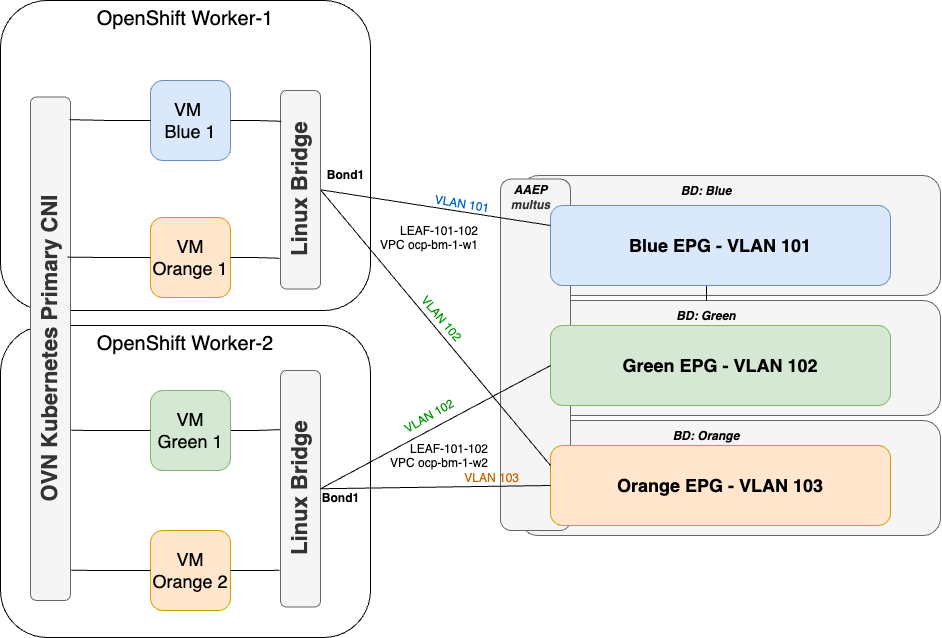 OpenShift Worker-1
OVN Kubernetes Primary CNI
VM
Blue 1
VM
Orange 1
Linux Bridge
Bond1
VLAN 101
LEAF-101-102
VPC ocp-bm-1-w1
VLAN 102
OpenShift Worker-2
VM
Green 1
VM
Orange 2
Linux Bridge
Bond1
VLAN 102
LEAF-101-102
VPC ocp-bm-1-w2
VLAN 103
AAEP
multus
BD: Blue
Blue EPG - VLAN 101
BD: Green
Green EPG - VLAN 102
BD: Orange
Orange EPG - VLAN 103